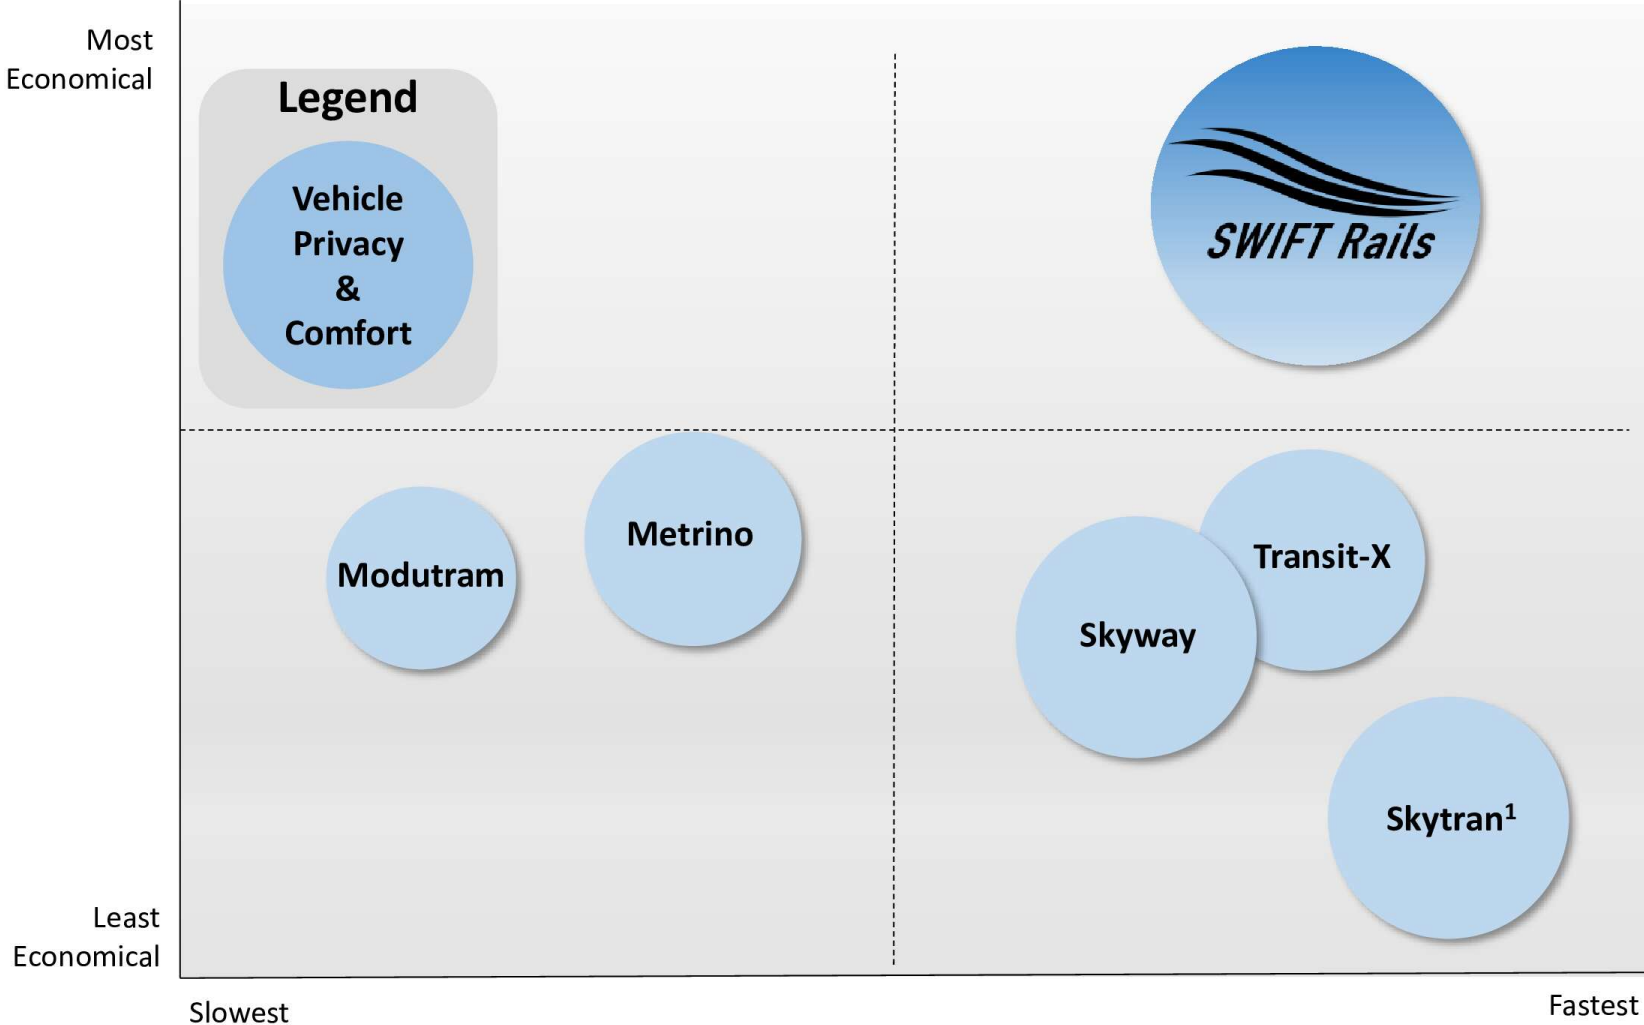 Most
Economical
Legend
Vehicle
Privacy
&
Comfort
SWIFT Rails
Metrino
Modutram
Transit-X
Skyway
Skytran¹
Least
Economical
Slowest
Fastest